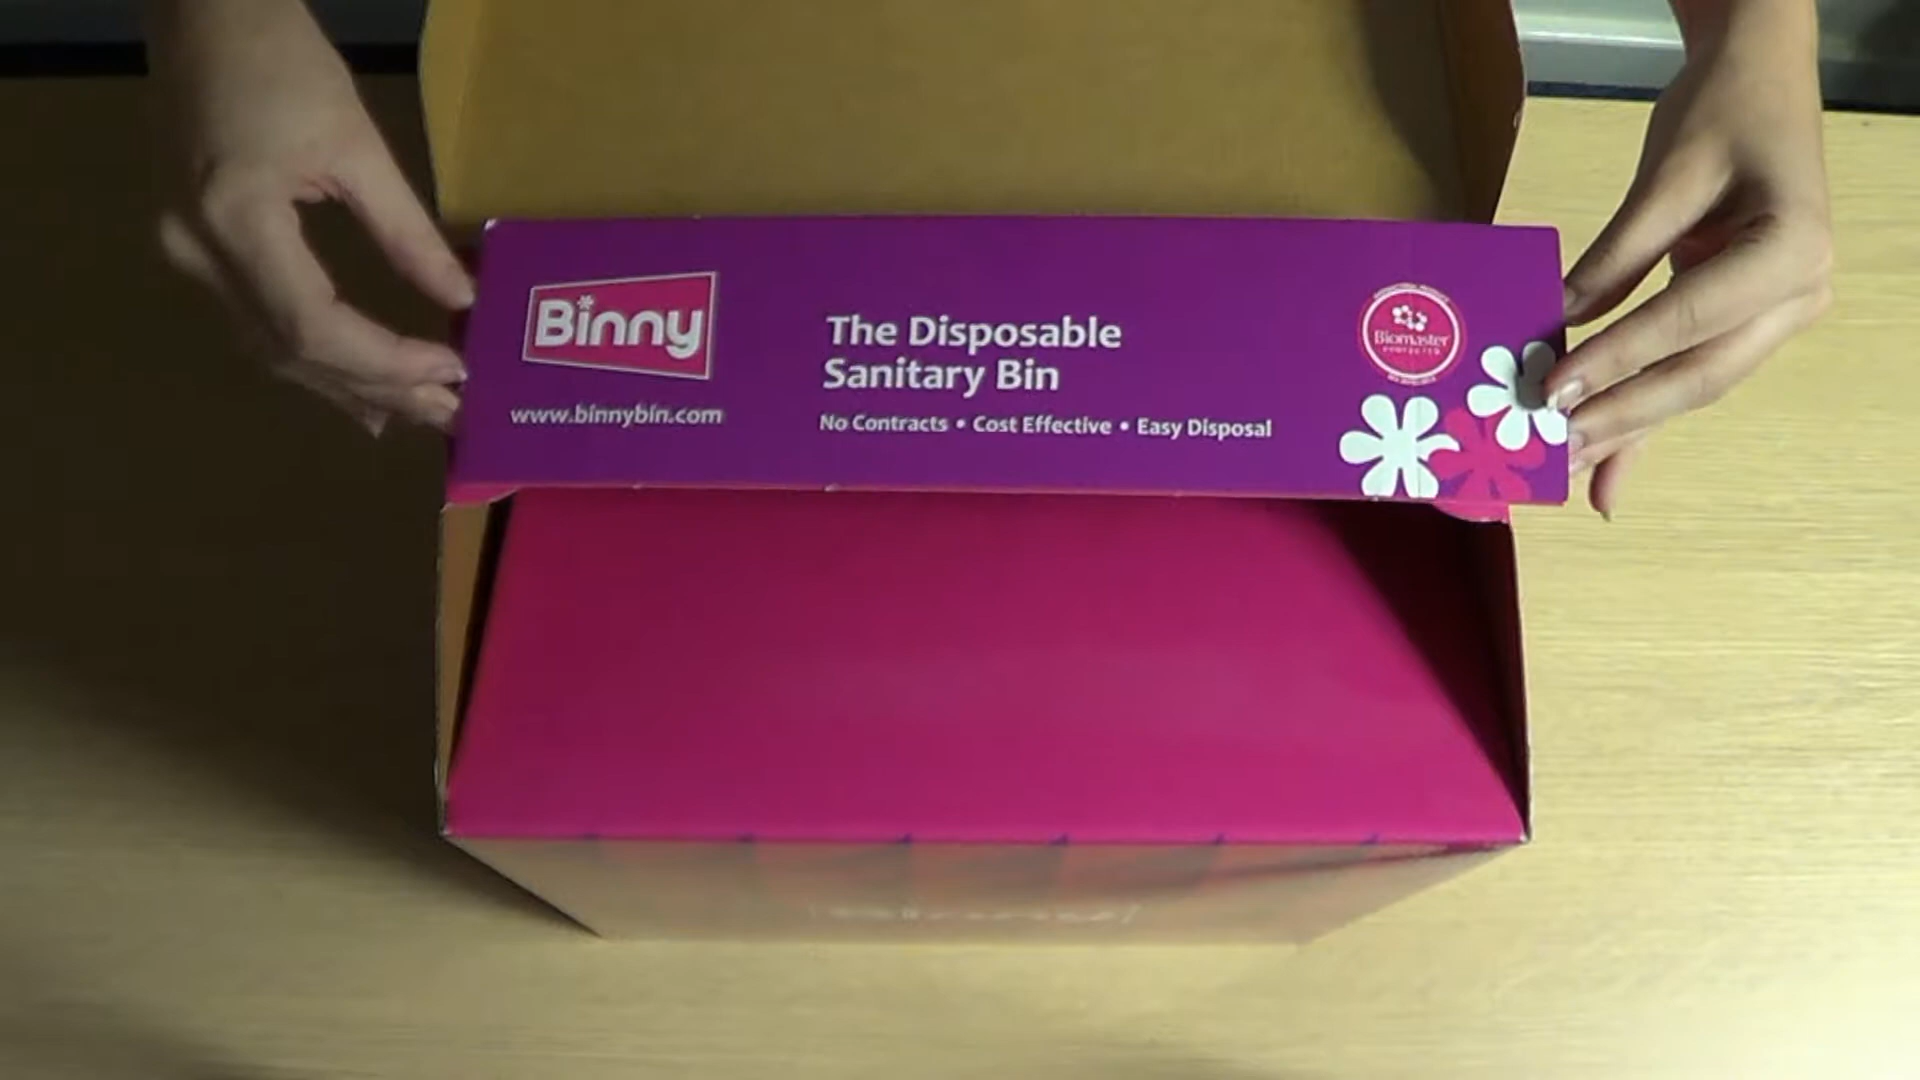 Binny
www.binnybin.com
The Disposable
Sanitary Bin
No Contracts • Cost Effective • Easy Disposal
Biomaster